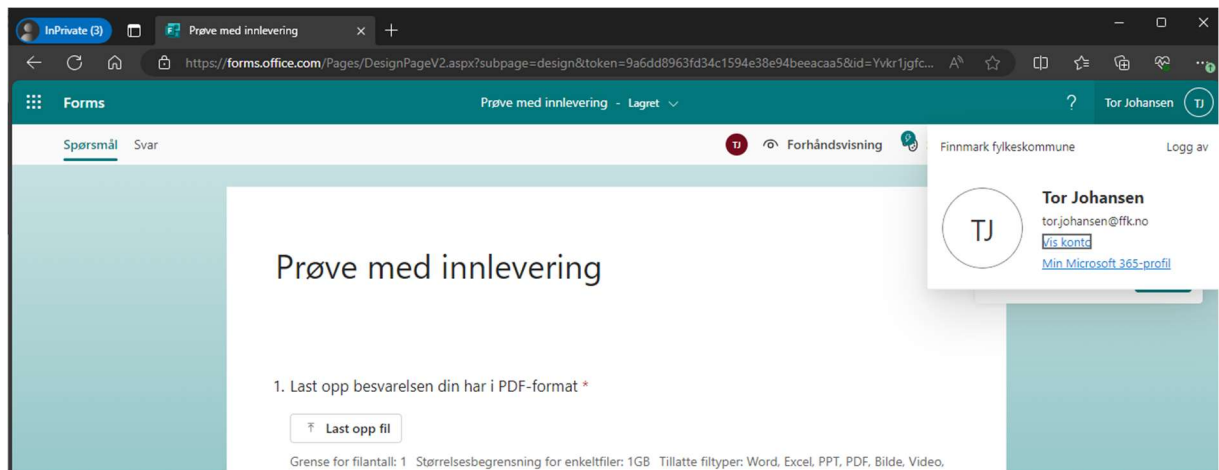 InPrivate (3) Prøve med innlevering
https://forms.office.com/Pages/DesignPageV2.aspx?subpage=design&token=9a6dd8963fd34c1594e38e94beeacaa5&id=Yvkr1jgfc...
Forms Prøve med innlevering - Lagret ? Tor Johansen TJ
Spørsmål Svar TJ Forhåndsvisning
Finnmark fylkeskommune Logg av
TJ
Tor Johansen
tor.johansen@ffk.no
Vis konto
Min Microsoft 365-profil
Prøve med innlevering
1. Last opp besvarelsen din har i PDF-format *
Last opp fil
Grense for filantall: 1 Størrelsesbegrensning for enkeltfiler: 1GB Tillatte filtyper: Word, Excel, PPT, PDF, Bilde, Video,